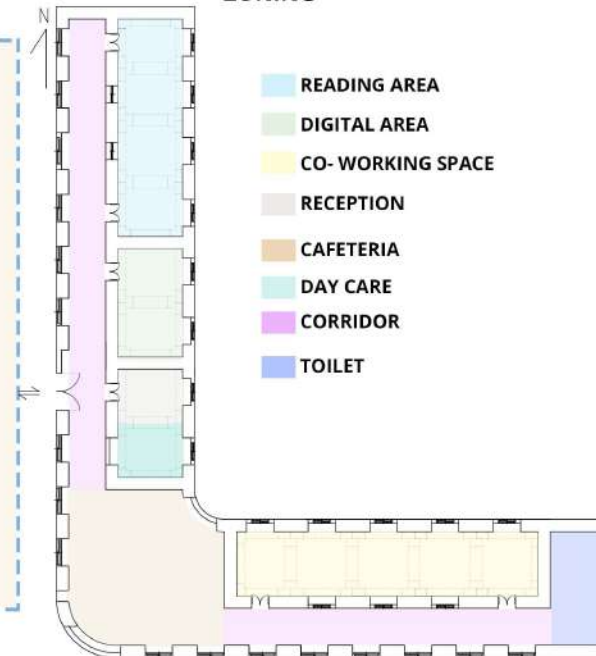 N
READING AREA
DIGITAL AREA
CO- WORKING SPACE
RECEPTION
CAFETERIA
DAY CARE
CORRIDOR
TOILET